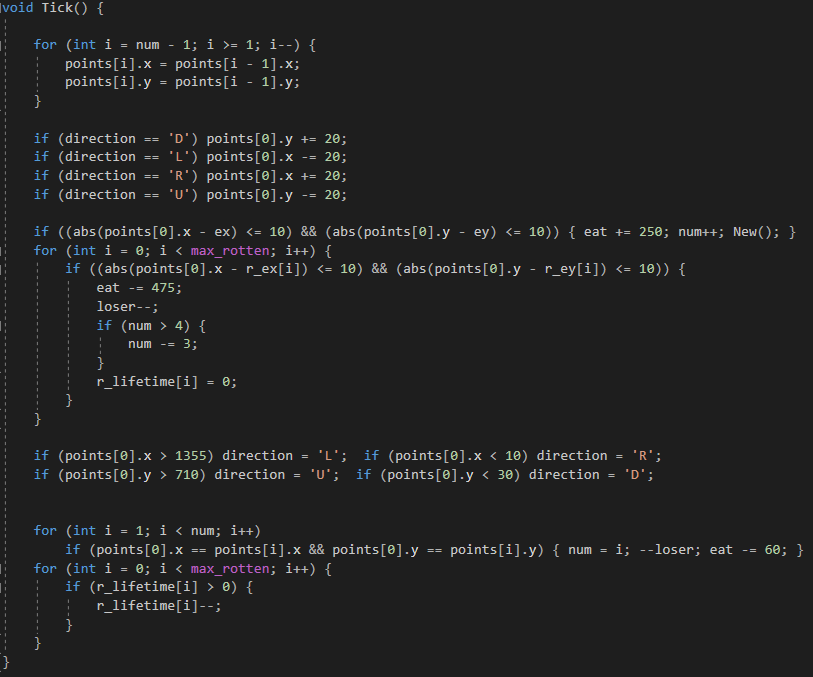 void Tick() {
for (int i = num - 1; i >= 1; i--) {
points[i].x = points[i - 1].x;
points[i].y = points[i - 1].y;
}
if (direction == 'D') points[0].y += 20;
if (direction == 'L') points[0].x -= 20;
if (direction == 'R') points[0].x += 20;
if (direction == 'U') points[0].y -= 20;
if ((abs(points[0].x - ex) <= 10) && (abs(points[0].y - ey) <= 10)) { eat += 250; num++; New(); }
for (int i = 0; i < max_rotten; i++) {
if ((abs(points[0].x - r_ex[i]) <= 10) && (abs(points[0].y - r_ey[i]) <= 10)) {
eat -= 475;
loser--;
if (num > 4) {
num -= 3;
}
r_lifetime[i] = 0;
}
}
if (points[0].x > 1355) direction = 'L';  if (points[0].x < 10) direction = 'R';
if (points[0].y > 710) direction = 'U';  if (points[0].y < 30) direction = 'D';
for (int i = 1; i < num; i++)
if (points[0].x == points[i].x && points[0].y == points[i].y) { num = i; --loser; eat -= 60; }
for (int i = 0; i < max_rotten; i++) {
if (r_lifetime[i] > 0) {
r_lifetime[i]--;
}
}
}